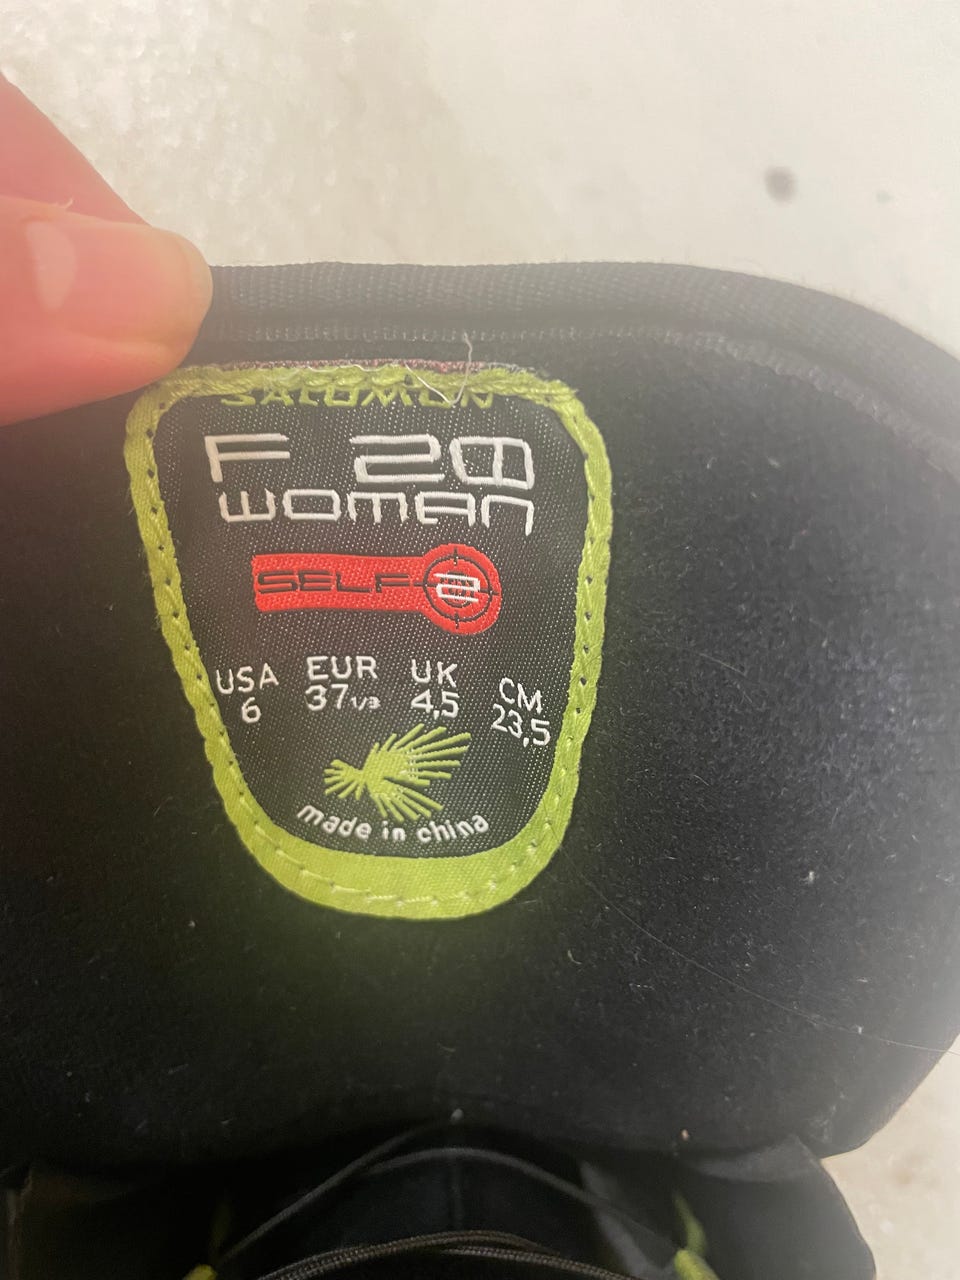 SALOMON
F 20
WOMAN
SELF-2
USA EUR UK CM
6 37 1/3 4,5 23,5
made in china